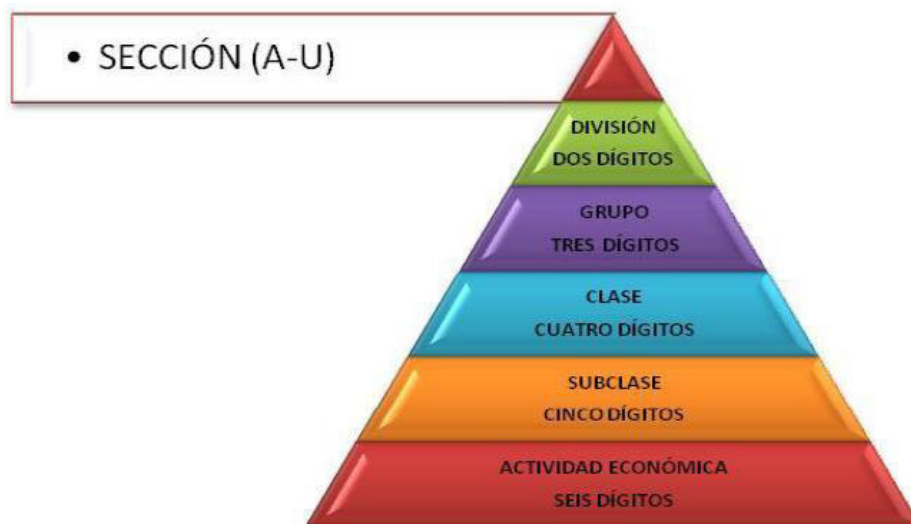 • SECCIÓN (A-U)
DIVISIÓN
DOS DÍGITOS
GRUPO
TRES DÍGITOS
CLASE
CUATRO DÍGITOS
SUBCLASE
CINCO DÍGITOS
ACTIVIDAD ECONÓMICA
SEIS DÍGITOS